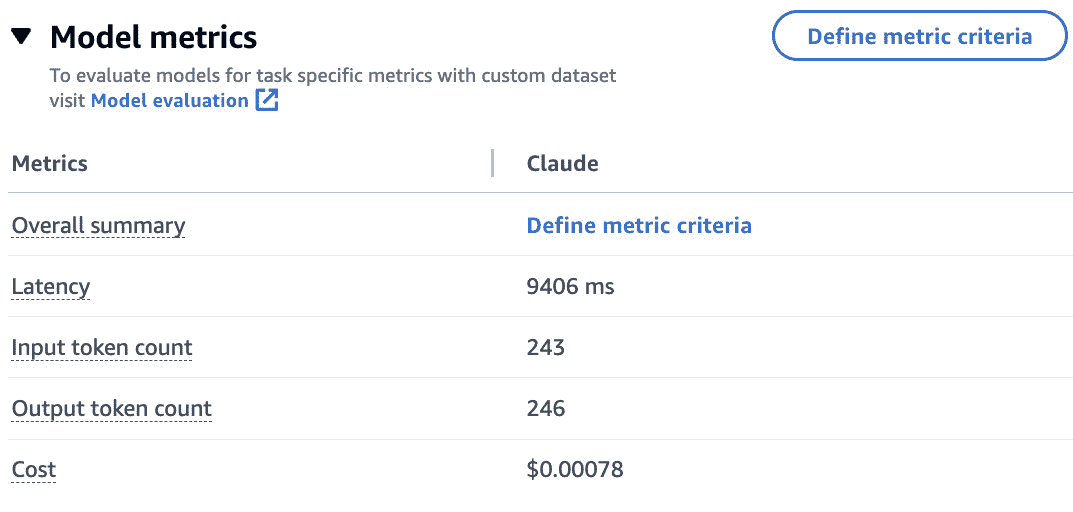 Model metrics
Define metric criteria
To evaluate models for task specific metrics with custom dataset
visit Model evaluation
Metrics Claude
Overall summary Define metric criteria
Latency 9406 ms
Input token count 243
Output token count 246
Cost $0.00078